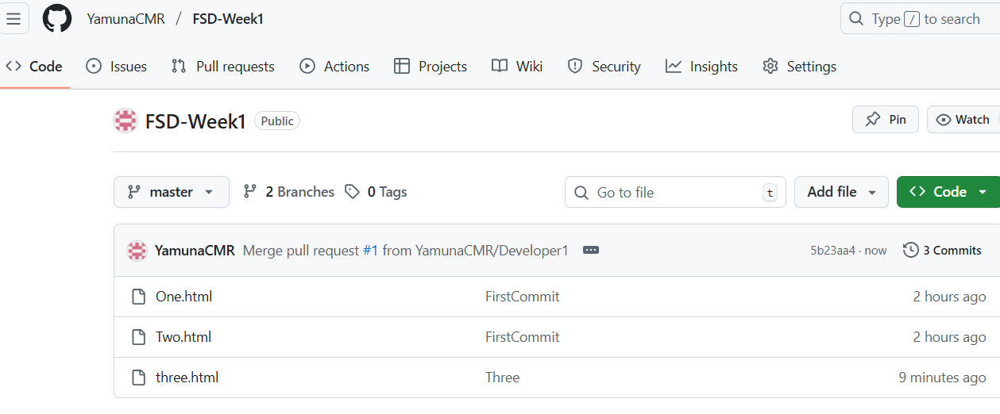 YamunaCMR / FSD-Week1 Type / to search
Code Issues Pull requests Actions Projects Wiki Security Insights Settings
FSD-Week1 Public Pin Watch
master 2 Branches 0 Tags Go to file t Add file Code
YamunaCMR Merge pull request #1 from YamunaCMR/Developer1 5b23aa4 · now 3 Commits
One.html FirstCommit 2 hours ago
Two.html FirstCommit 2 hours ago
three.html Three 9 minutes ago